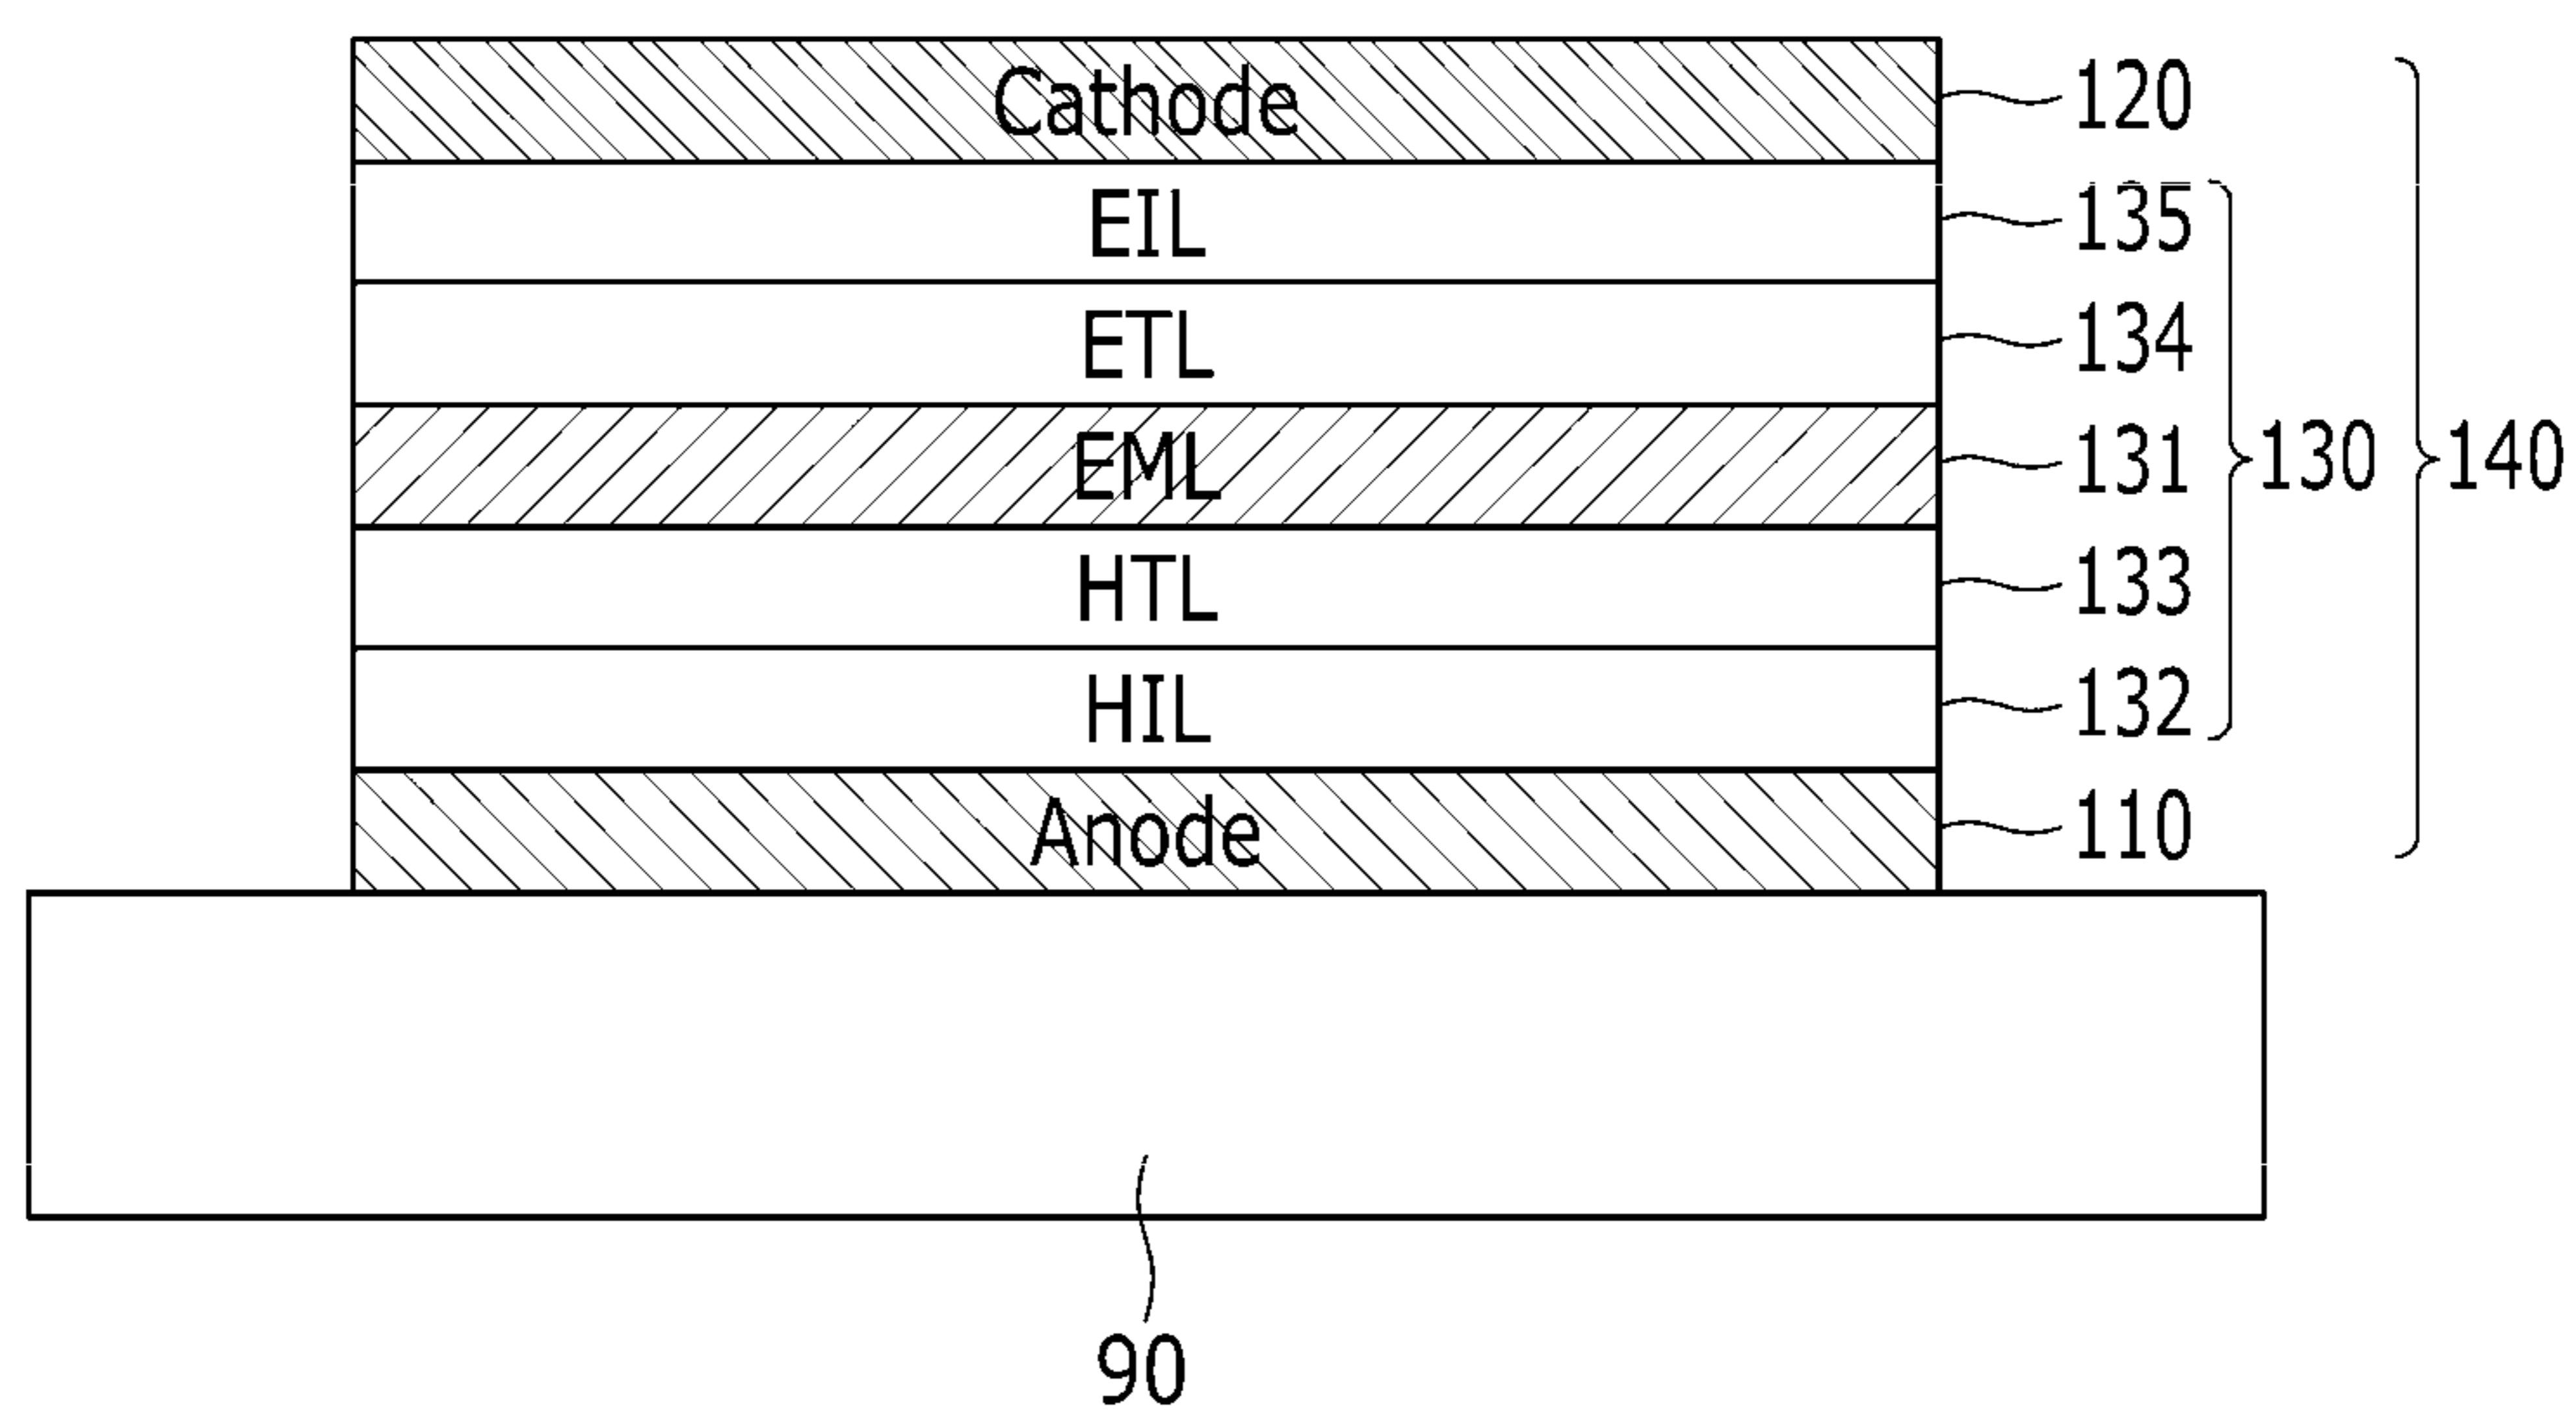 Cathode 120
EIL 135
ETL 134
EML 131 130 140
HTL 133
HIL 132
Anode 110
90